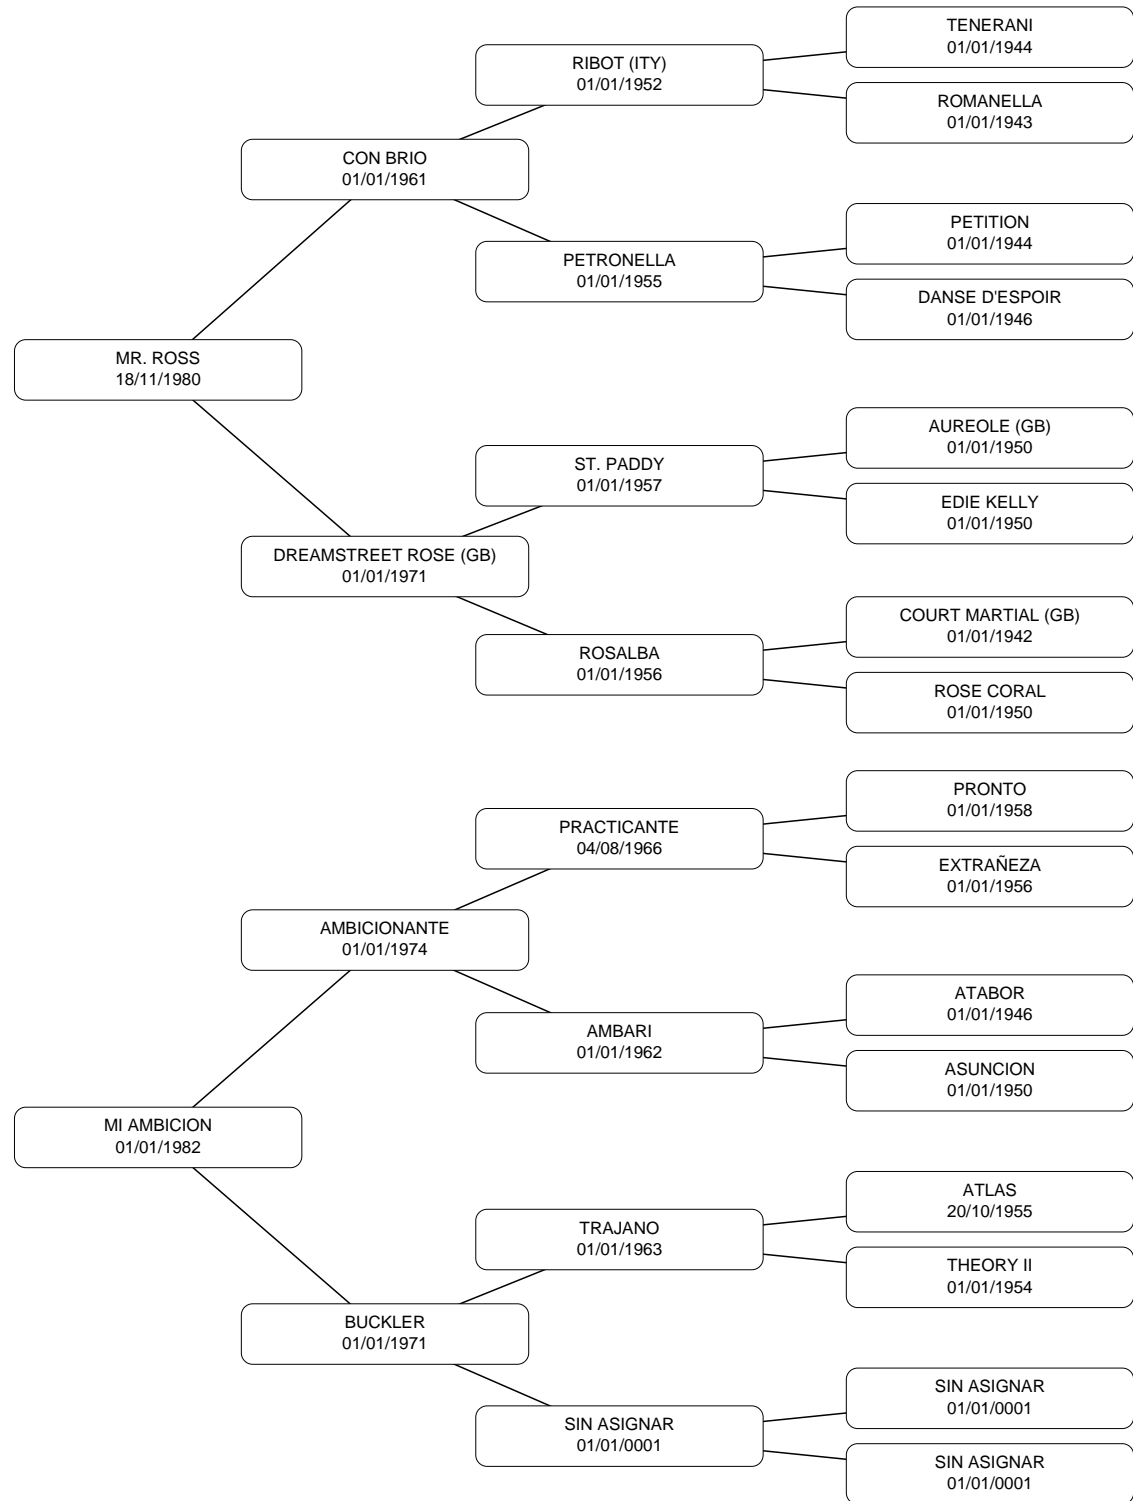 TENERANI
01/01/1944
RIBOT (ITY)
01/01/1952
ROMANELLA
01/01/1943
CON BRIO
01/01/1961
PETITION
01/01/1944
PETRONELLA
01/01/1955
DANSE D'ESPOIR
01/01/1946
MR. ROSS
18/11/1980
AUREOLE (GB)
01/01/1950
ST. PADDY
01/01/1957
EDIE KELLY
01/01/1950
DREAMSTREET ROSE (GB)
01/01/1971
COURT MARTIAL (GB)
01/01/1942
ROSALBA
01/01/1956
ROSE CORAL
01/01/1950
PRONTO
01/01/1958
PRACTICANTE
04/08/1966
EXTRAÑEZA
01/01/1956
AMBICIONANTE
01/01/1974
ATABOR
01/01/1946
AMBARI
01/01/1962
ASUNCION
01/01/1950
MI AMBICION
01/01/1982
ATLAS
20/10/1955
TRAJANO
01/01/1963
THEORY II
01/01/1954
BUCKLER
01/01/1971
SIN ASIGNAR
01/01/0001
SIN ASIGNAR
01/01/0001
SIN ASIGNAR
01/01/0001